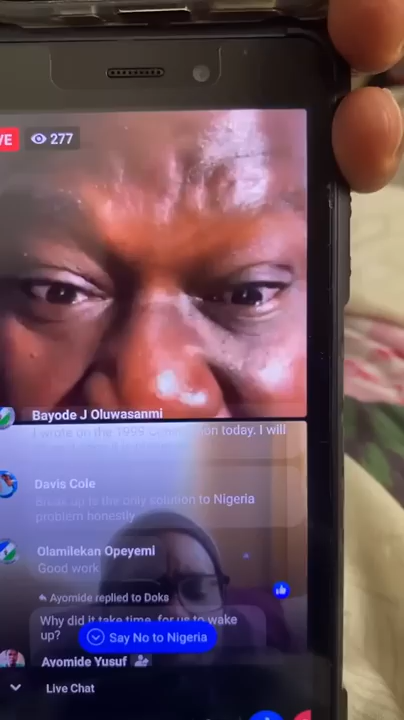 VE 277
Bayode J Oluwasanmi
I wrote on the 1999 on today. I will
Davis Cole
Break up is the only solution to Nigeria
problem honestly
Olamilekan Opeyemi
Good work
Ayomide replied to Doks
Why did it take time, for us to wake
up?
Say No to Nigeria
Ayomide Yusuf
Live Chat